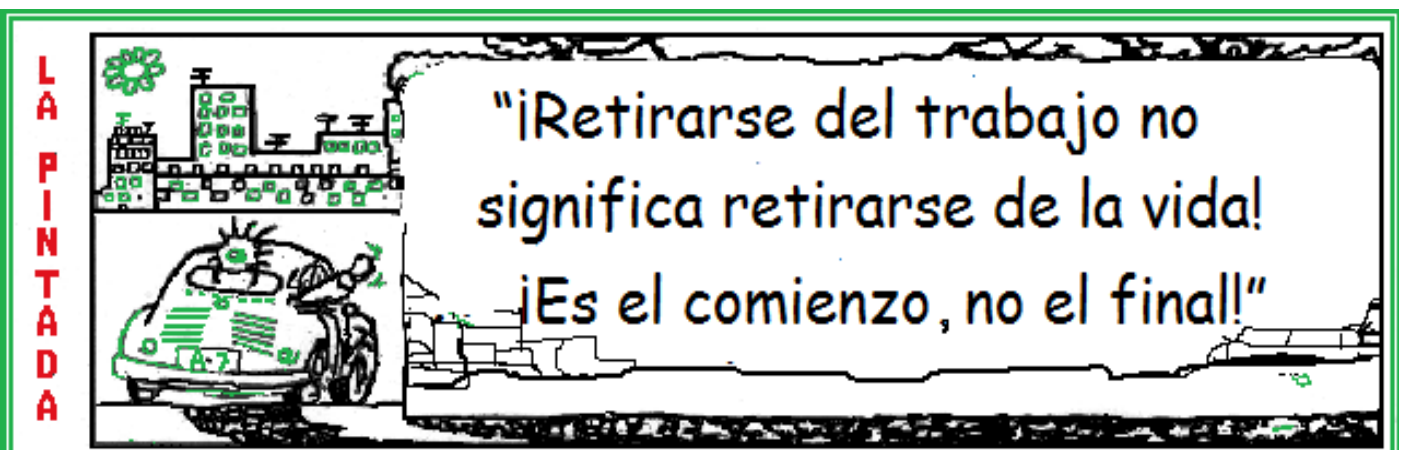 LA PINTADA
“¡Retirarse del trabajo no
significa retirarse de la vida!
¡Es el comienzo, no el final!”
A-7